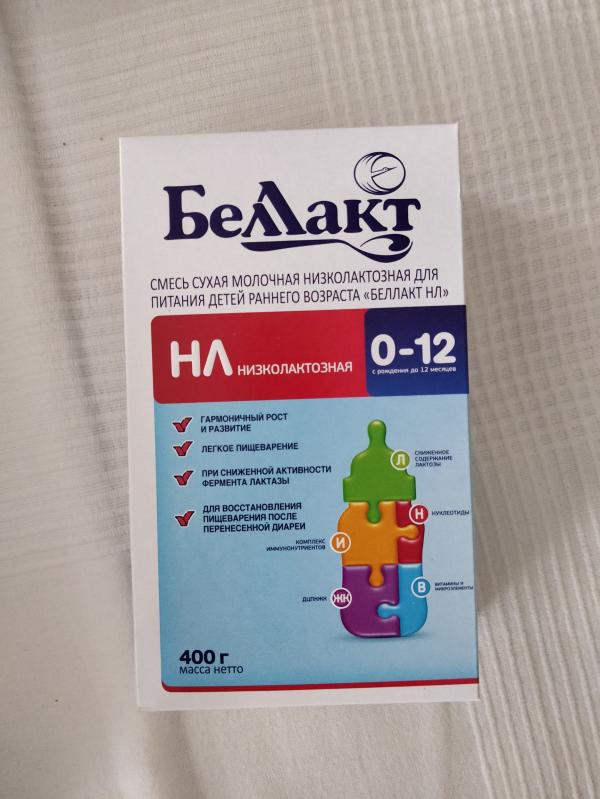 Беллакт
СМЕСЬ СУХАЯ МОЛОЧНАЯ НИЗКОЛАКТОЗНАЯ ДЛЯ
ПИТАНИЯ ДЕТЕЙ РАННЕГО ВОЗРАСТА «БЕЛЛАКТ НЛ»
НЛ НИЗКОЛАКТОЗНАЯ
0-12
с рождения до 12 месяцев
ГАРМОНИЧНЫЙ РОСТ
И РАЗВИТИЕ
ЛЕГКОЕ ПИЩЕВАРЕНИЕ
ПРИ СНИЖЕННОЙ АКТИВНОСТИ
ФЕРМЕНТА ЛАКТАЗЫ
ДЛЯ ВОССТАНОВЛЕНИЯ
ПИЩЕВАРЕНИЯ ПОСЛЕ
ПЕРЕНЕСЕННОЙ ДИАРЕИ
Л
СНИЖЕННОЕ
СОДЕРЖАНИЕ
ЛАКТОЗЫ
Н
НУКЛЕОТИДЫ
КОМПЛЕКС
ИММУНОНУТРИЕНТОВ
И
В
ВИТАМИНЫ И
МИКРОЭЛЕМЕНТЫ
ДЦПНЖК
ЖК
400 г
масса нетто